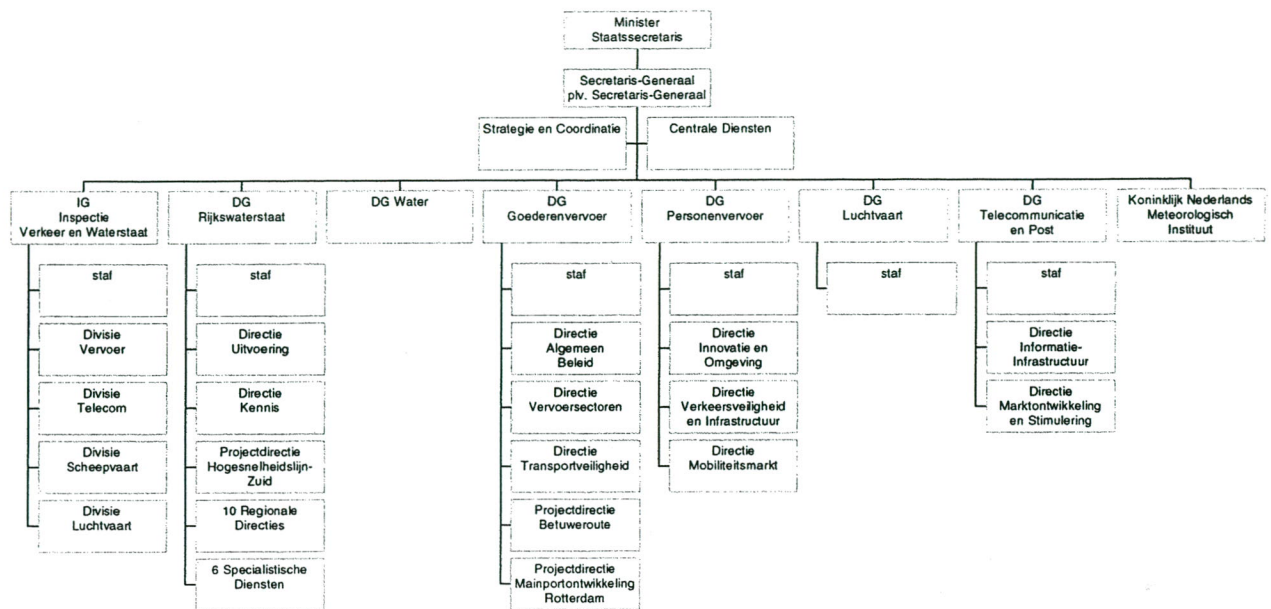 Minister
Staatssecretaris
Secretaris-Generaal
plv. Secretaris-Generaal
Strategie en Coordinatie
Centrale Diensten
IG
Inspectie
Verkeer en Waterstaat
DG
Rijkswaterstaat
DG Water
DG
Goederenvervoer
DG
Personenvervoer
DG
Luchtvaart
DG
Telecommunicatie
en Post
Koninklijk Nederlands
Meteorologisch
Instituut
staf
Divisie
Vervoer
Divisie
Telecom
Divisie
Scheepvaart
Divisie
Luchtvaart
staf
Directie
Uitvoering
Directie
Kennis
Projectdirectie
Hogesnelheidslijn-
Zuid
10 Regionale
Directies
6 Specialistische
Diensten
staf
Directie
Algemeen
Beleid
Directie
Vervoersectoren
Directie
Transportveiligheid
Projectdirectie
Betuweroute
Projectdirectie
Mainportontwikkeling
Rotterdam
staf
Directie
Innovatie en
Omgeving
Directie
Verkeersveiligheid
en Infrastructuur
Directie
Mobiliteitsmarkt
staf
staf
Directie
Informatie-
Infrastructuur
Directie
Marktontwikkeling
en Stimulering